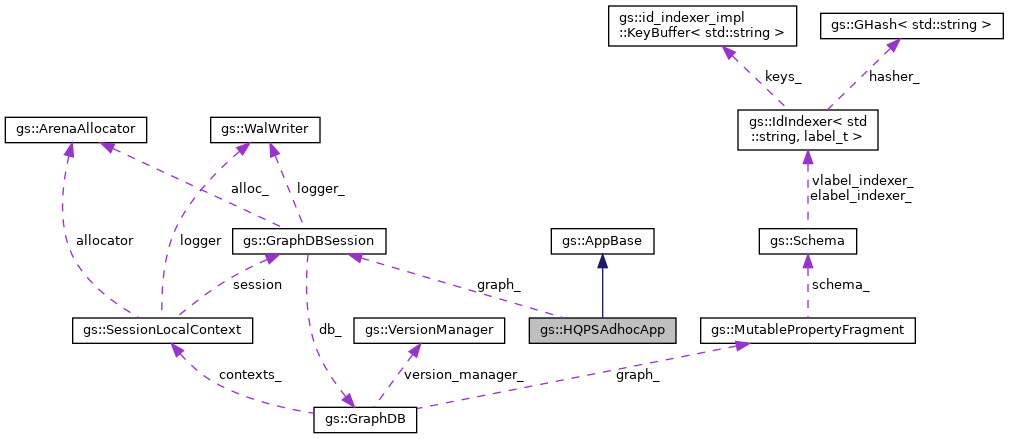 gs::id_indexer_impl
::KeyBuffer< std::string >
gs::GHash< std::string >
keys_
hasher_
gs::ArenaAllocator
gs::WalWriter
gs::IdIndexer< std
::string, label_t >
alloc_
logger_
vlabel_indexer_
elabel_indexer_
allocator
logger
gs::GraphDBSession
gs::AppBase
gs::Schema
session
graph_
schema_
gs::SessionLocalContext
db_
gs::VersionManager
gs::HQPSAdhocApp
gs::MutablePropertyFragment
contexts_
version_manager_
graph_
gs::GraphDB